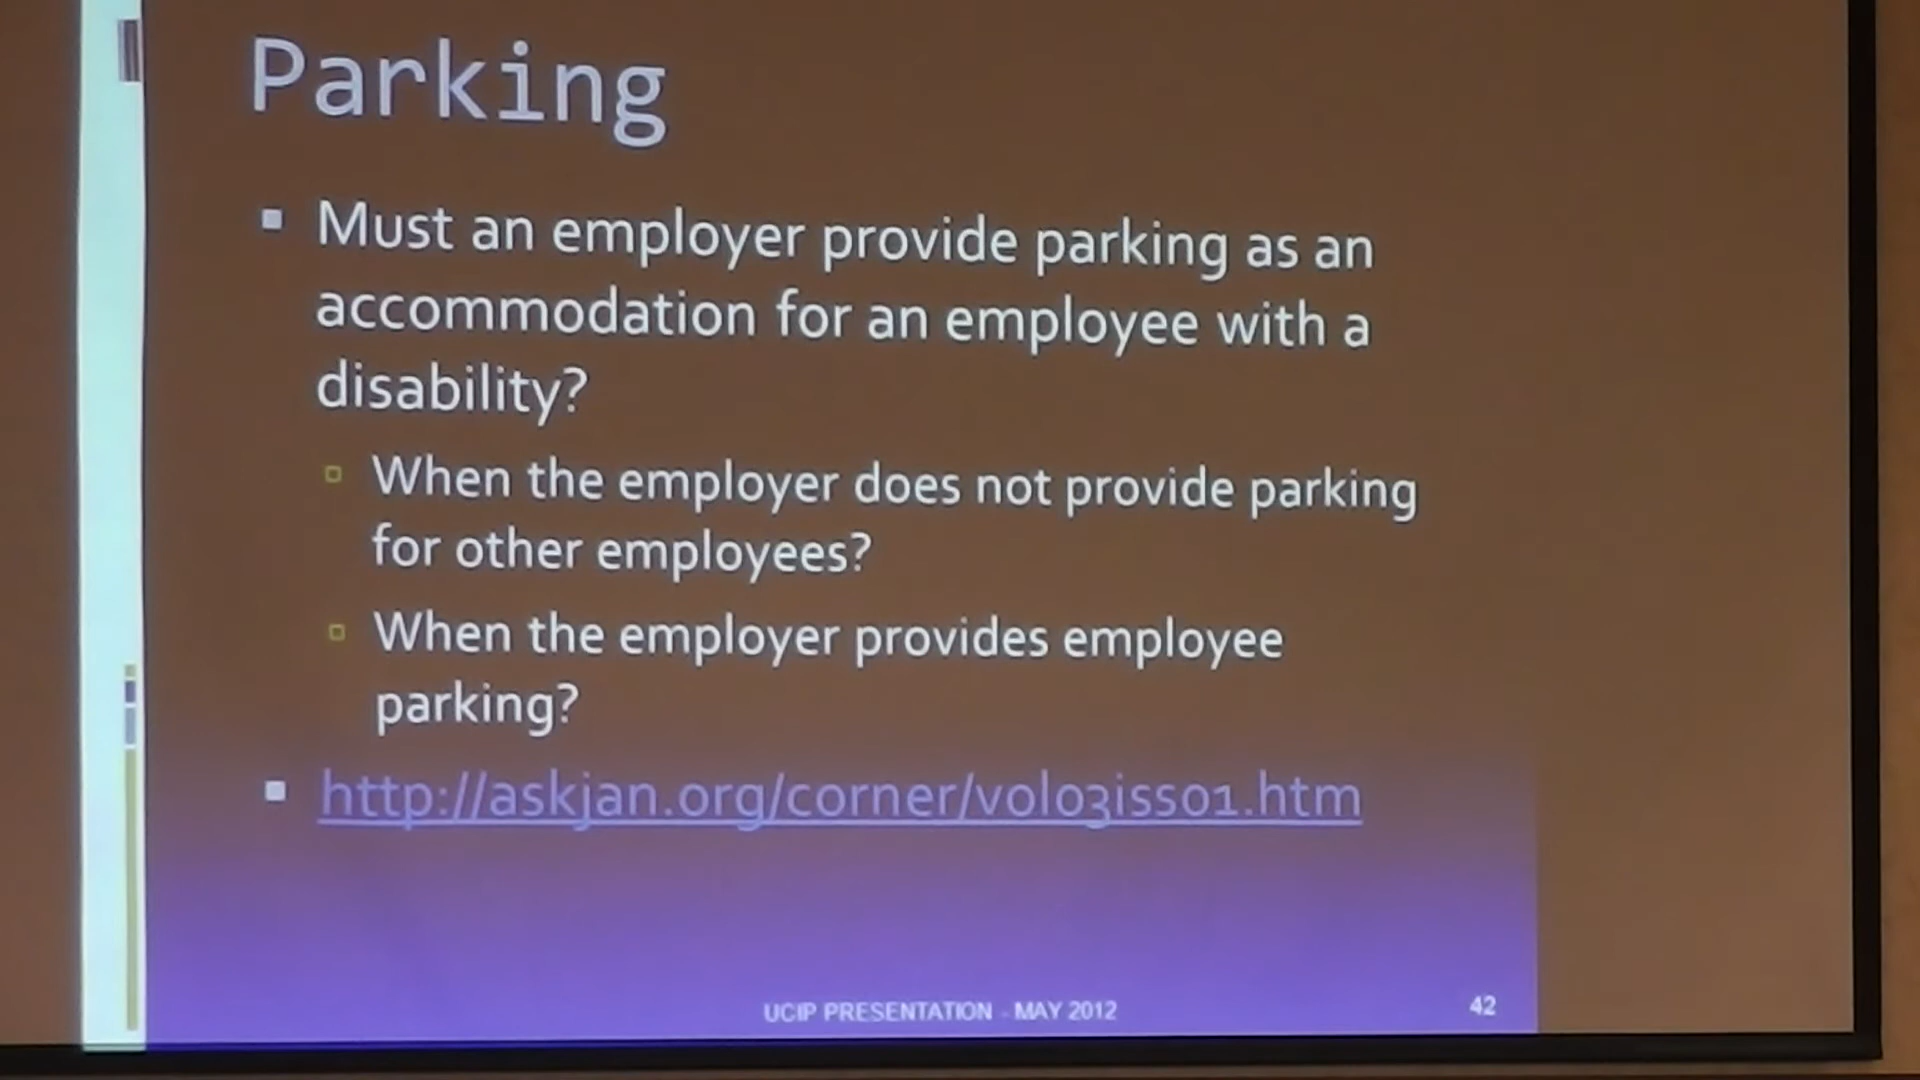 Parking
Must an employer provide parking as an
accommodation for an employee with a
disability?
When the employer does not provide parking
for other employees?
When the employer provides employee
parking?
http://askjan.org/corner/vol03iss01.htm
UCIP PRESENTATION - MAY 2012
42